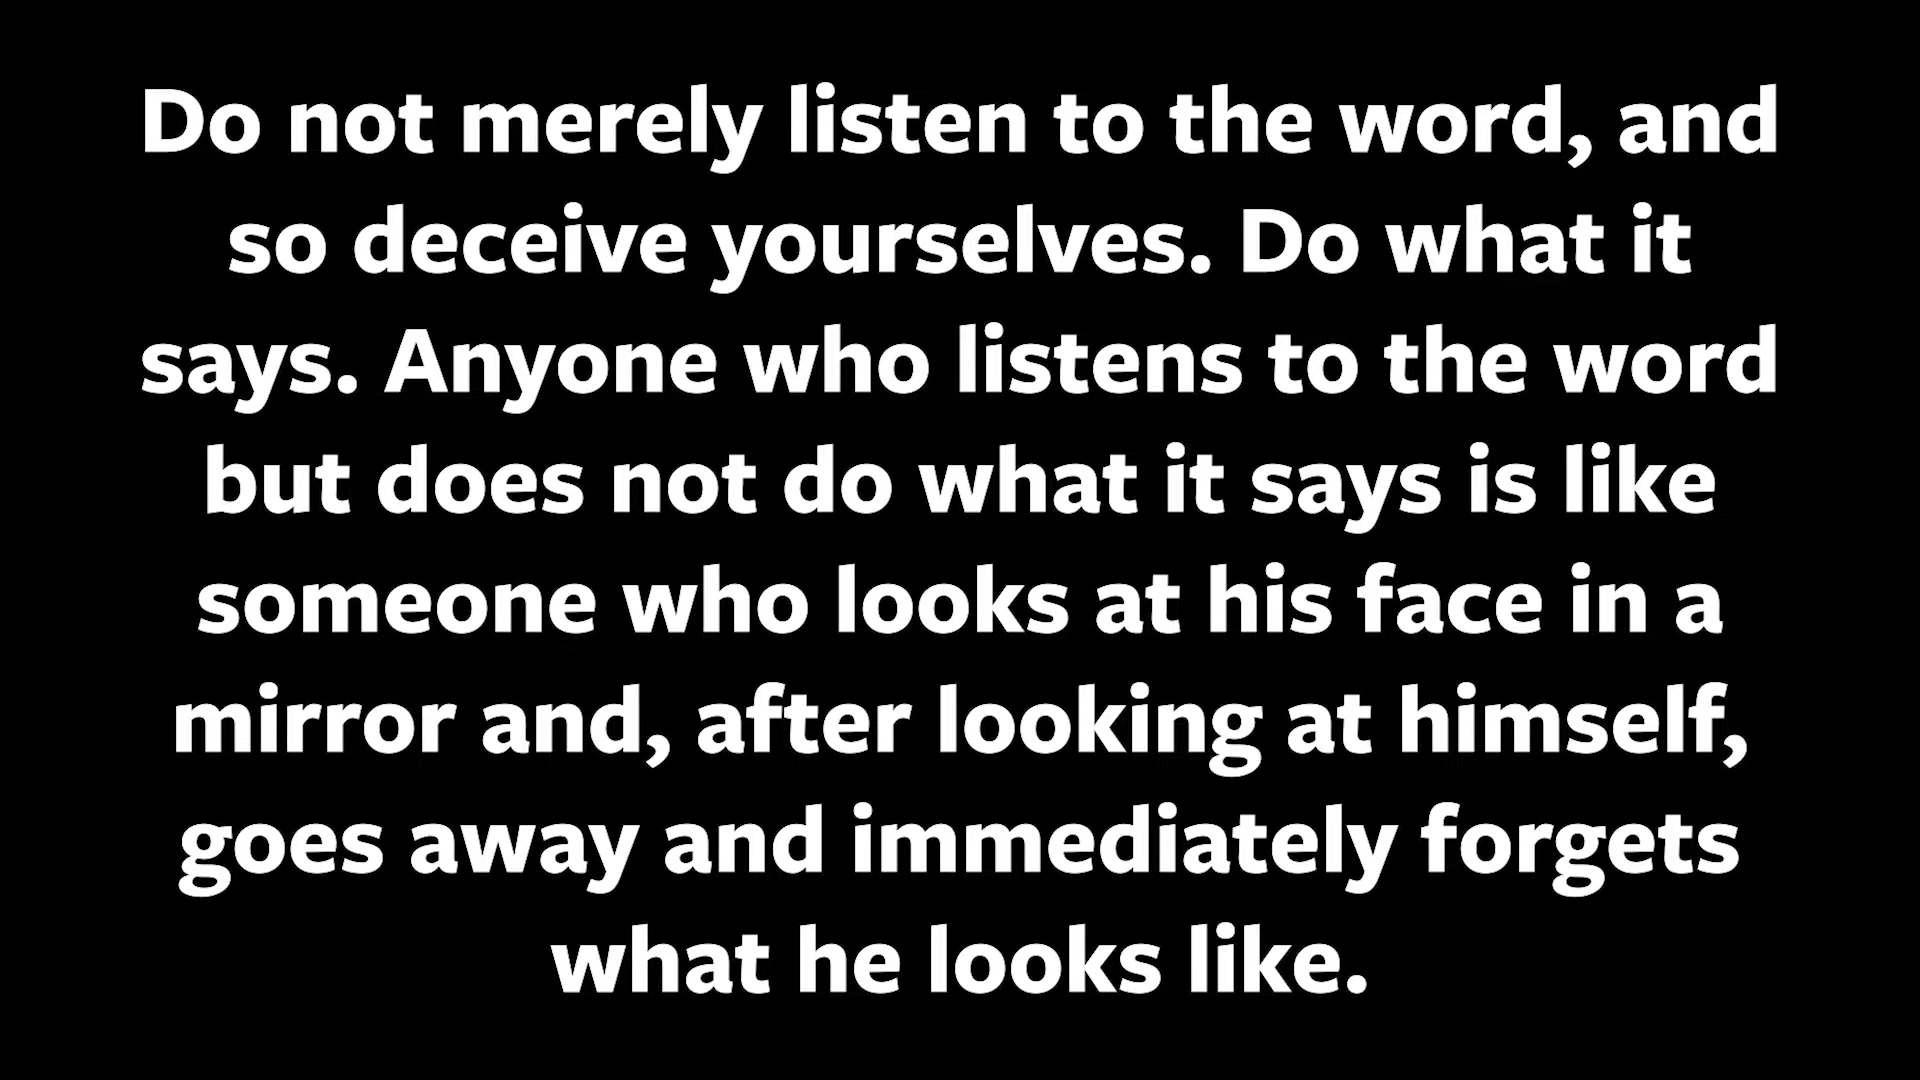 Do not merely listen to the word, and
so deceive yourselves. Do what it
says. Anyone who listens to the word
but does not do what it says is like
someone who looks at his face in a
mirror and, after looking at himself,
goes away and immediately forgets
what he looks like.